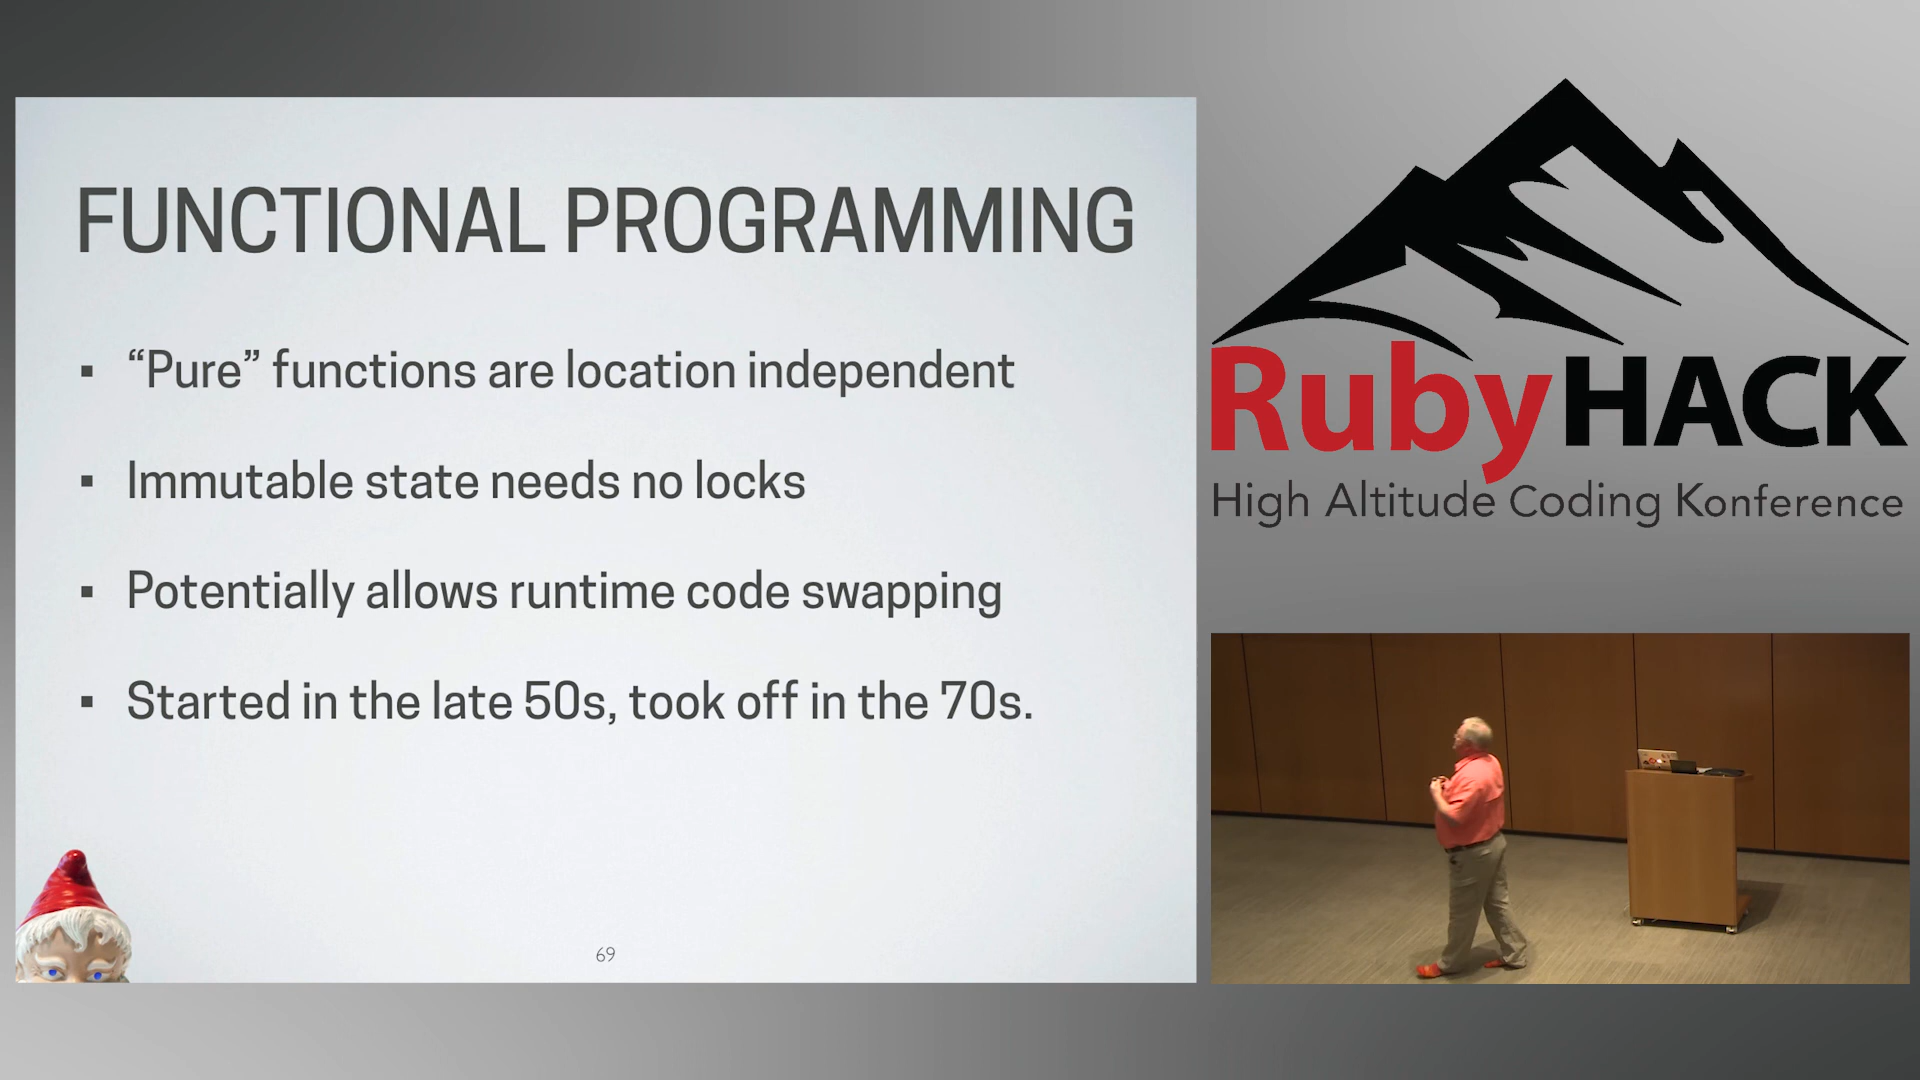 FUNCTIONAL PROGRAMMING
▪ “Pure” functions are location independent
▪ Immutable state needs no locks
▪ Potentially allows runtime code swapping
▪ Started in the late 50s, took off in the 70s.
69
RubyHACK
High Altitude Coding Konference